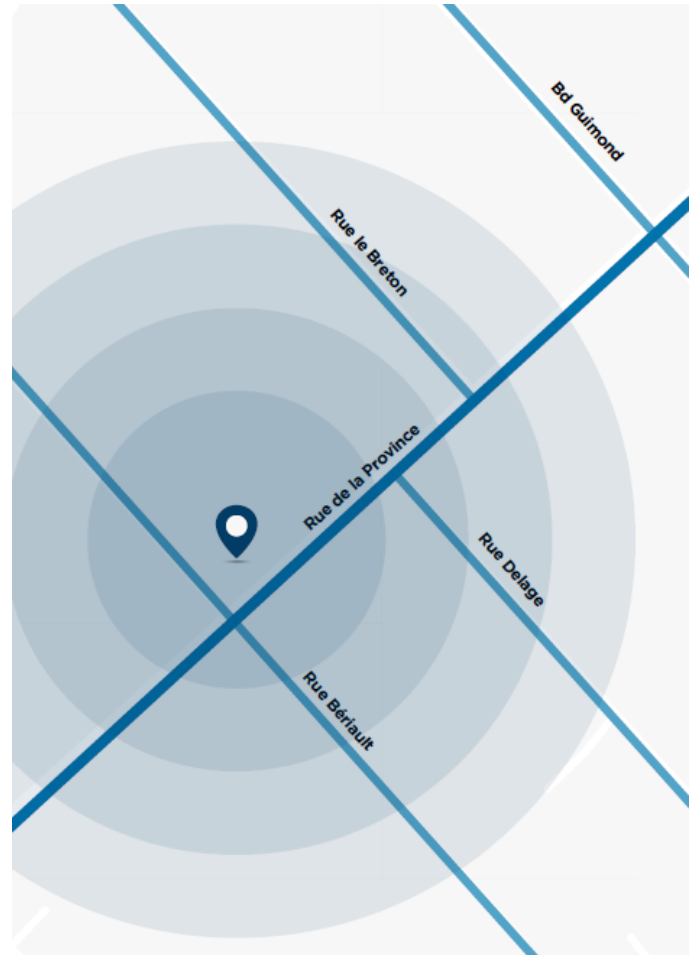 Bd Guimond
Rue le Breton
Rue de la Province
Rue Delage
Rue Bériault